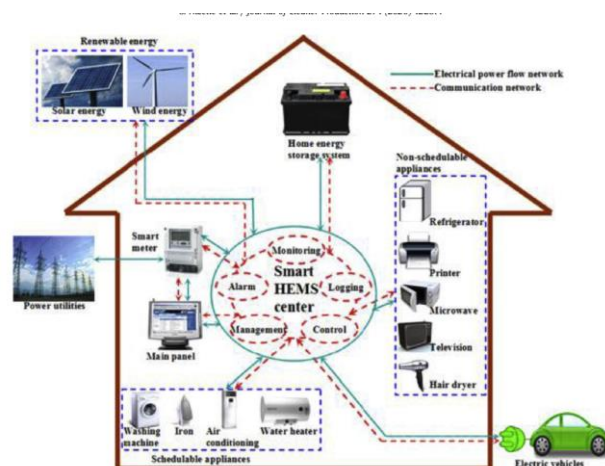 Renewable energy
Solar energy
Wind energy
Electrical power flow network
Communication network
Home energy
storage system
Non-schedulable
appliances
Refrigerator
Printer
Microwave
Television
Hair dryer
Smart
meter
Power utilities
Main panel
Monitoring
Alarm
Smart
HEMS
center
Logging
Management
Control
Washing
machine
Iron
Air
conditioning
Water heater
Schedulable appliances
Electric vehicles